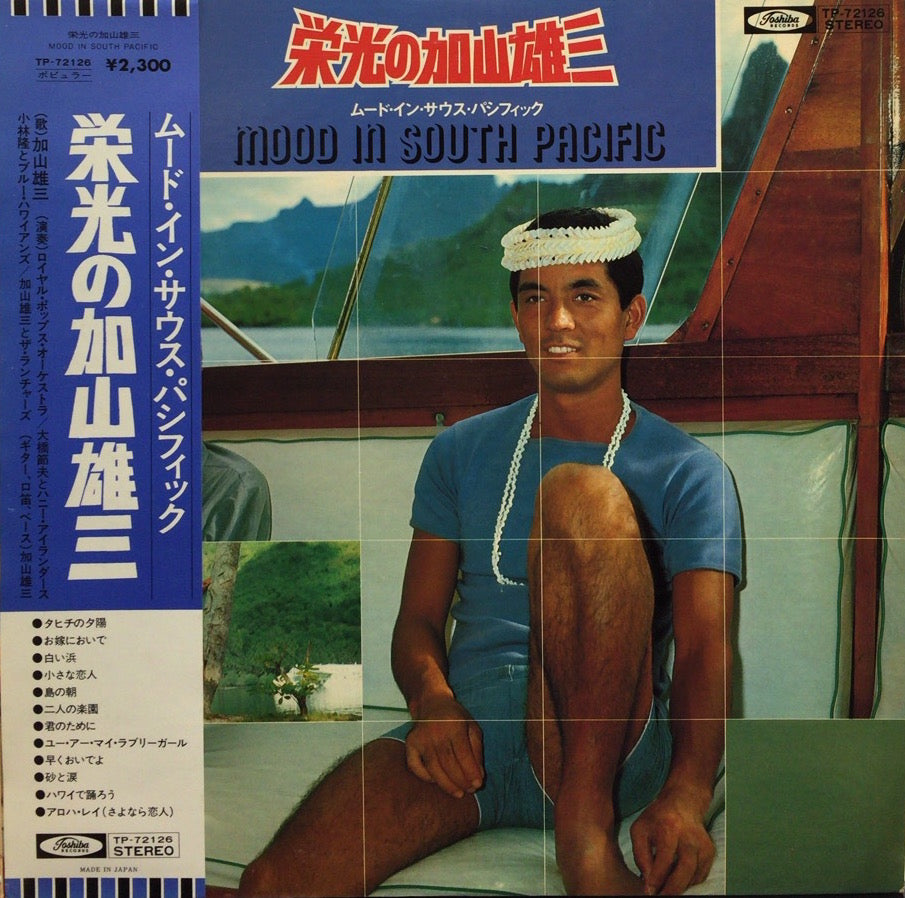 栄光の加山雄三
MOOD IN SOUTH PACIFIC
TP-72126 ¥2,300
ポピュラー
ムード・イン・サウス・パシフィック
栄光の加山雄三
(歌)加山雄三 (演奏)ロイヤル・ポップス・オーケストラ/大橋節夫とハニー・アイランダース
小林隆とブルー・ハワイアンズ/加山雄三とザ・ランチャーズ (ギター、口笛、ベース)加山雄三
●タヒチの夕陽
●お嫁においで
●白い浜
●小さな恋人
●島の朝
●二人の楽園
●君のために
●ユー・アー・マイ・ラブリーガール
●早くおいでよ
●砂と涙
●ハワイで踊ろう
●アロハ・レイ(さよなら恋人)
Toshiba
RECORDS
TP-72126
STEREO
MADE IN JAPAN
栄光の加山雄三
ムード・イン・サウス・パシフィック
MOOD IN SOUTH PACIFIC
Toshiba
RECORDS
TP-72126
STEREO